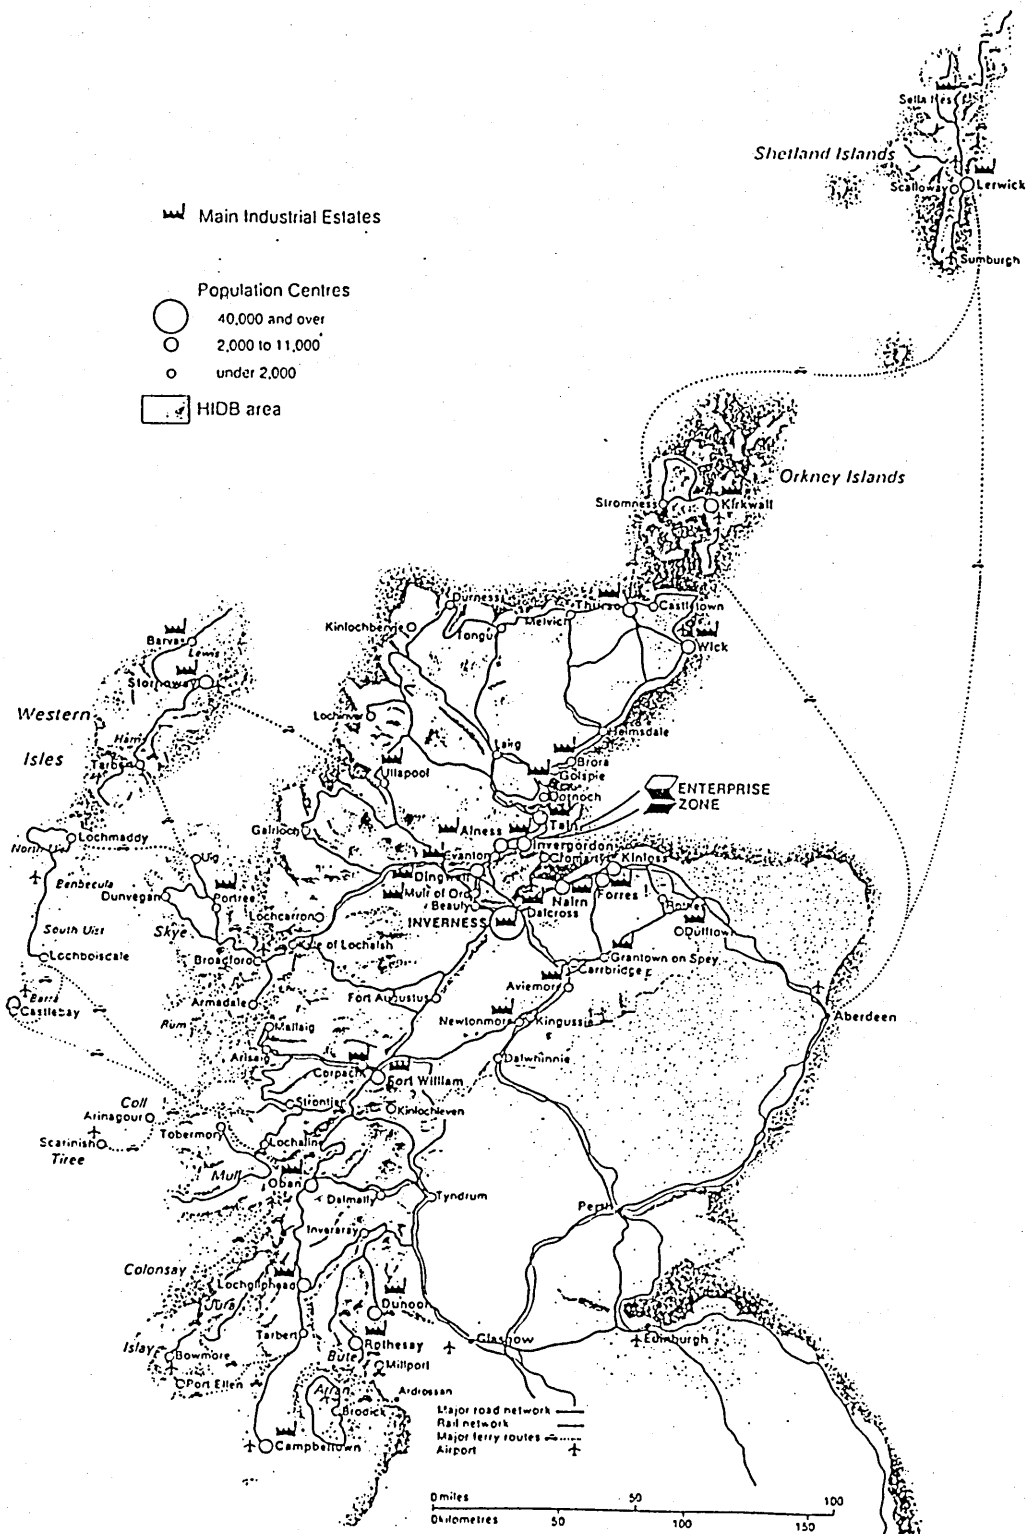 Sella Ness
Shetland Islands
Scalloway
Lerwick
Sumburgh
Main Industrial Estates
Population Centres
40,000 and over
2,000 to 11,000
under 2,000
HIDB area
Orkney Islands
Stromness
Kirkwall
Durness
Thurso
Castletown
Kinlochbervie
Tongue
Melvich
Wick
Barvas
Lewis
Stornoway
Western
Isles
Harris
Tarbert
Lochinver
Helmsdale
Lairg
Brora
Golspie
Dornoch
Ullapool
ENTERPRISE
ZONE
Tain
Alness
Invergordon
Gairloch
Evanton
Cromarty
Kinloss
Lochmaddy
North Uist
Uig
Dingwall
Muir of Ord
Beauly
Nairn
Forres
Rothes
Benbecula
Dunvegan
Portree
Lochcarron
INVERNESS
Dalcross
Dufftown
South Uist
Skye
Kyle of Lochalsh
Grantown on Spey
Lochboisdale
Broadford
Carrbridge
Aviemore
Barra
Castlebay
Armadale
Fort Augustus
Rum
Mallaig
Newtonmore
Kingussie
Aberdeen
Arisaig
Corpach
Fort William
Dalwhinnie
Coll
Arinagour
Strontian
Kinlochleven
Scarinish
Tiree
Tobermory
Lochaline
Mull
Oban
Dalmally
Tyndrum
Perth
Inveraray
Colonsay
Lochgilphead
Jura
Dunoon
Tarbert
Rothesay
Glasgow
Edinburgh
Islay
Bowmore
Bute
Millport
Port Ellen
Arran
Ardrossan
Brodick
Campbeltown
Major road network
Rail network
Major ferry routes
Airport
0 miles 50 100
0 kilometres 100 150